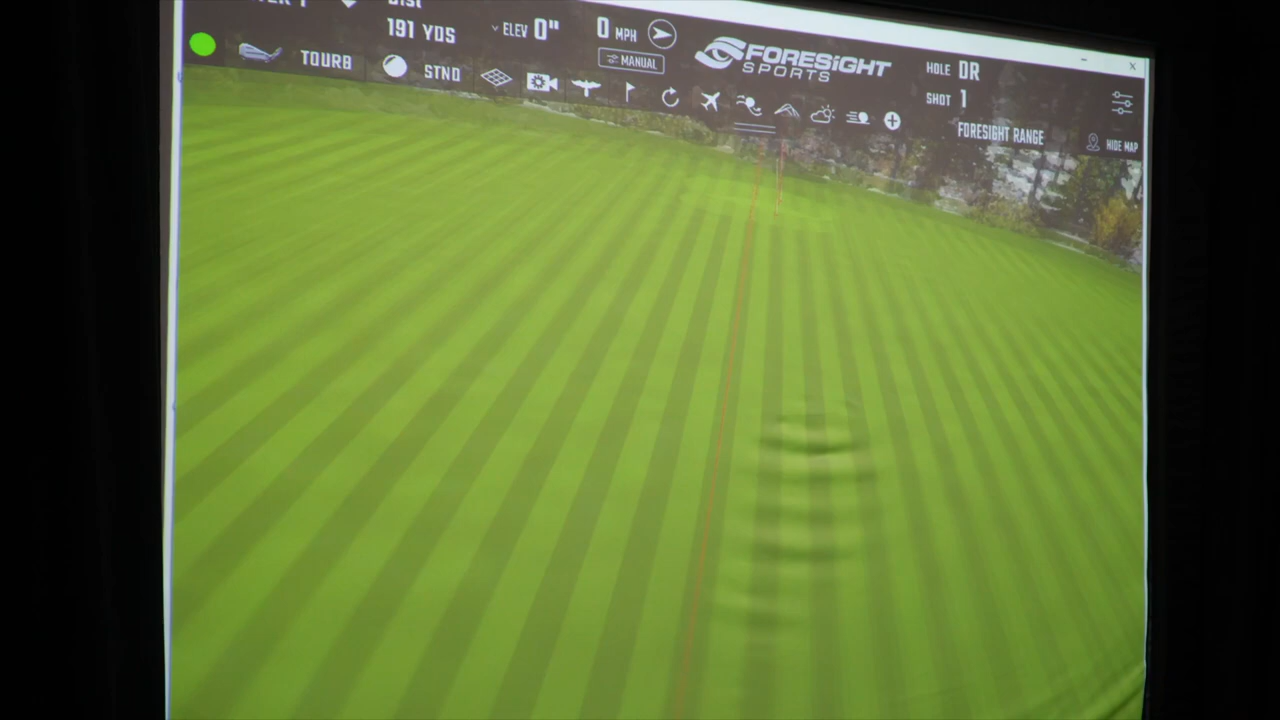 191 YDS
ELEV 0"
0 MPH
MANUAL
TOURB
STND
FORESIGHT
SPORTS
HOLE DR
SHOT 1
FORESIGHT RANGE
HIDE MAP